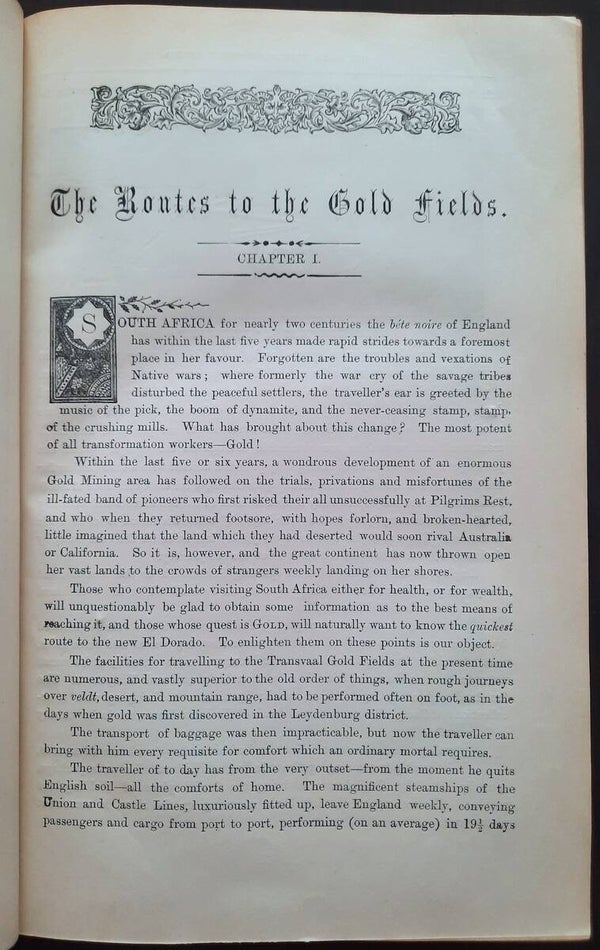 The Routes to the Gold Fields.
CHAPTER I.
SOUTH AFRICA for nearly two centuries the bête noire of England
has within the last five years made rapid strides towards a foremost
place in her favour. Forgotten are the troubles and vexations of
Native wars; where formerly the war cry of the savage tribes
disturbed the peaceful settlers, the traveller's ear is greeted by the
music of the pick, the boom of dynamite, and the never-ceasing stamp, stamp,
of the crushing mills. What has brought about this change? The most potent
of all transformation workers—Gold!
Within the last five or six years, a wondrous development of an enormous
Gold Mining area has followed on the trials, privations and misfortunes of the
ill-fated band of pioneers who first risked their all unsuccessfully at Pilgrims Rest,
and who when they returned footsore, with hopes forlorn, and broken-hearted,
little imagined that the land which they had deserted would soon rival Australia
or California. So it is, however, and the great continent has now thrown open
her vast lands to the crowds of strangers weekly landing on her shores.
Those who contemplate visiting South Africa either for health, or for wealth,
will unquestionably be glad to obtain some information as to the best means of
reaching it, and those whose quest is GOLD, will naturally want to know the quickest
route to the new El Dorado. To enlighten them on these points is our object.
The facilities for travelling to the Transvaal Gold Fields at the present time
are numerous, and vastly superior to the old order of things, when rough journeys
over veldt, desert, and mountain range, had to be performed often on foot, as in the
days when gold was first discovered in the Leydenburg district.
The transport of baggage was then impracticable, but now the traveller can
bring with him every requisite for comfort which an ordinary mortal requires.
The traveller of to day has from the very outset—from the moment he quits
English soil—all the comforts of home. The magnificent steamships of the
Union and Castle Lines, luxuriously fitted up, leave England weekly, conveying
passengers and cargo from port to port, performing (on an average) in 19½ days